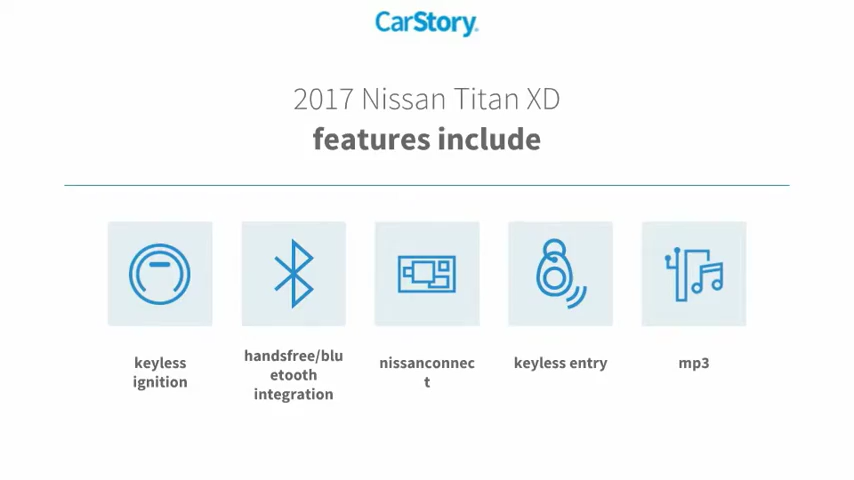 CarStory
2017 Nissan Titan XD
features include
keyless
ignition
handsfree/blu
etooth
integration
nissanconnec
t
keyless entry
mp3